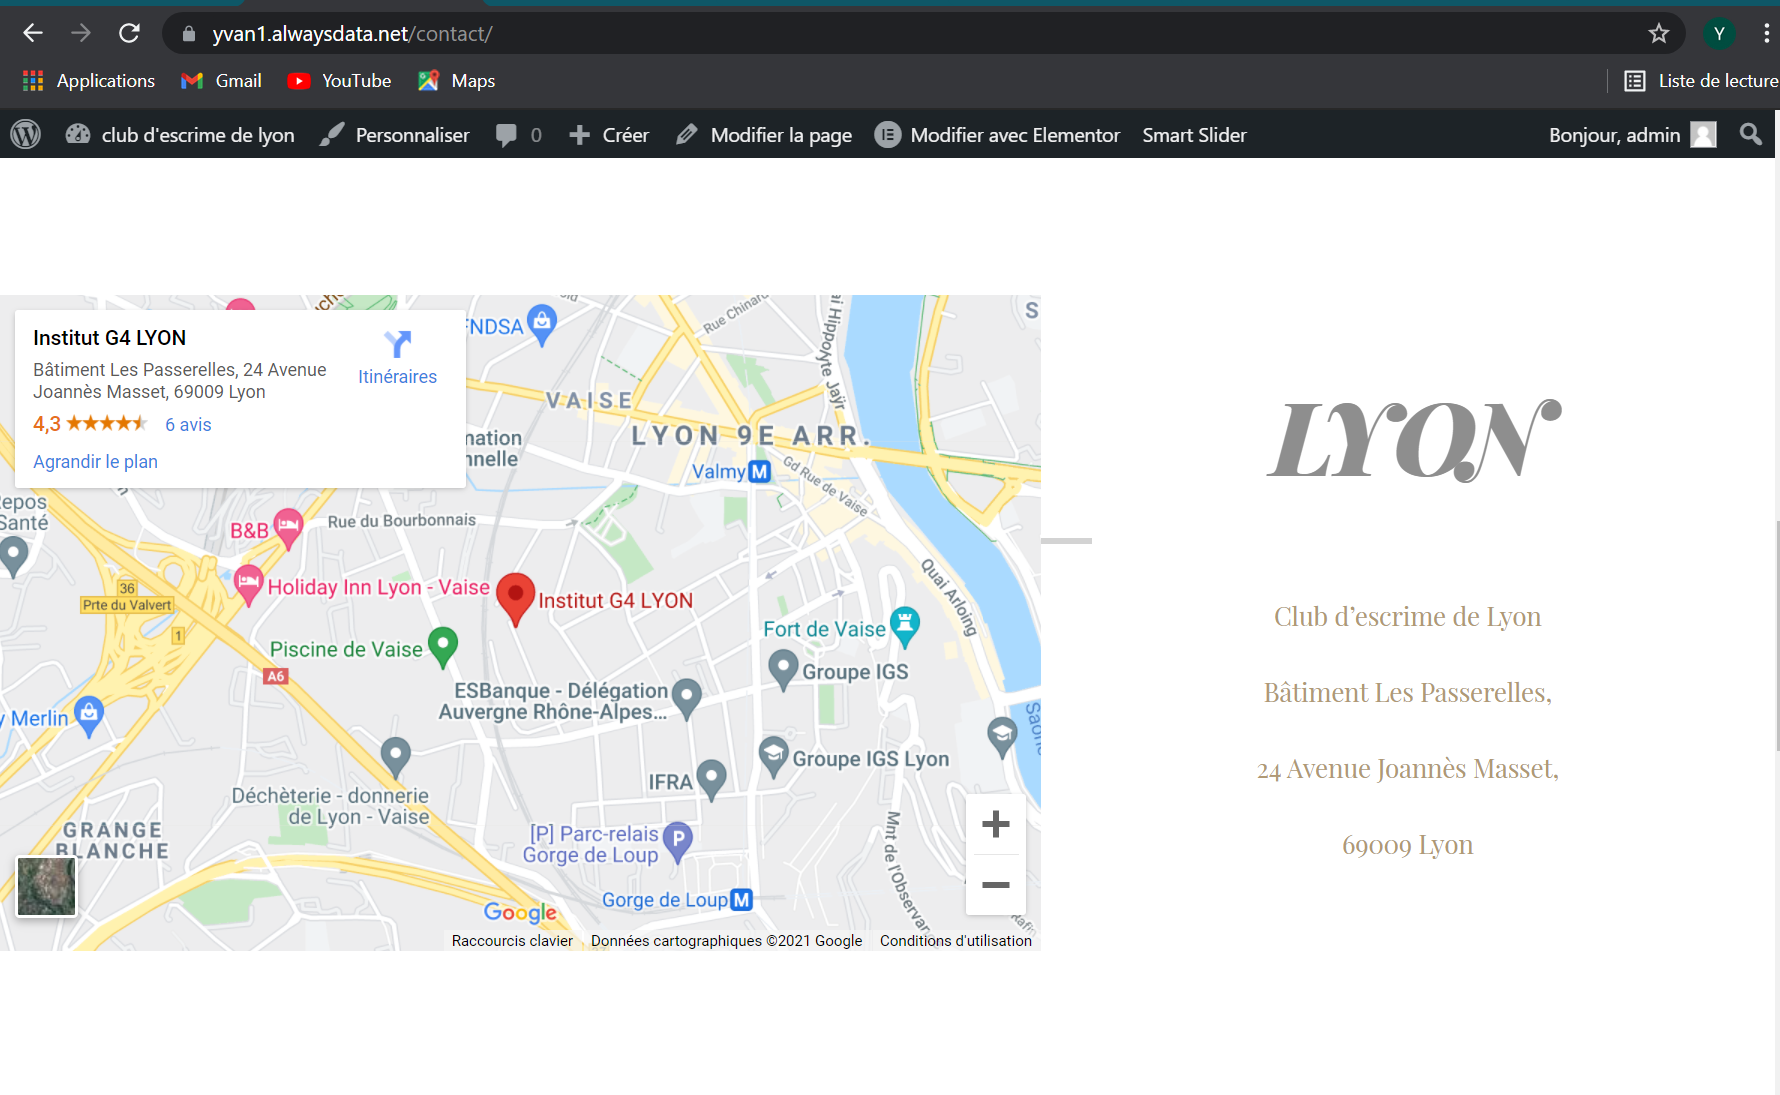 yvan1.alwaysdata.net/contact/
Y
Applications
Gmail
YouTube
Maps
Liste de lecture
club d'escrime de lyon
Personnaliser
0
Créer
Modifier la page
Modifier avec Elementor
Smart Slider
Bonjour, admin
Institut G4 LYON
Bâtiment Les Passerelles, 24 Avenue
Joannès Masset, 69009 Lyon
4,3
6 avis
Agrandir le plan
Itinéraires
NDSA
Rue Chinar
Hippolyte Jaÿr
S
VAISE
LYON 9E ARR.
nation
nnelle
Valmy
M
Gd Rue de Vaise
epos
Santé
B&B
Rue du Bourbonnais
36
Prte du Valvert
Holiday Inn Lyon - Vaise
Institut G4 LYON
Quai Arloing
1
Fort de Vaise
Piscine de Vaise
A6
Groupe IGS
ESBanque - Délégation
Auvergne Rhône-Alpes...
y Merlin
Saône
Groupe IGS Lyon
IFRA
Déchèterie - donnerie
de Lyon - Vaise
GRANGE
BLANCHE
[P] Parc-relais
Gorge de Loup
P
Mnt de l'Observan
Gorge de Loup
M
Google
Raccourcis clavier
Données cartographiques ©2021 Google
Conditions d'utilisation
LYON
Club d’escrime de Lyon
Bâtiment Les Passerelles,
24 Avenue Joannès Masset,
69009 Lyon